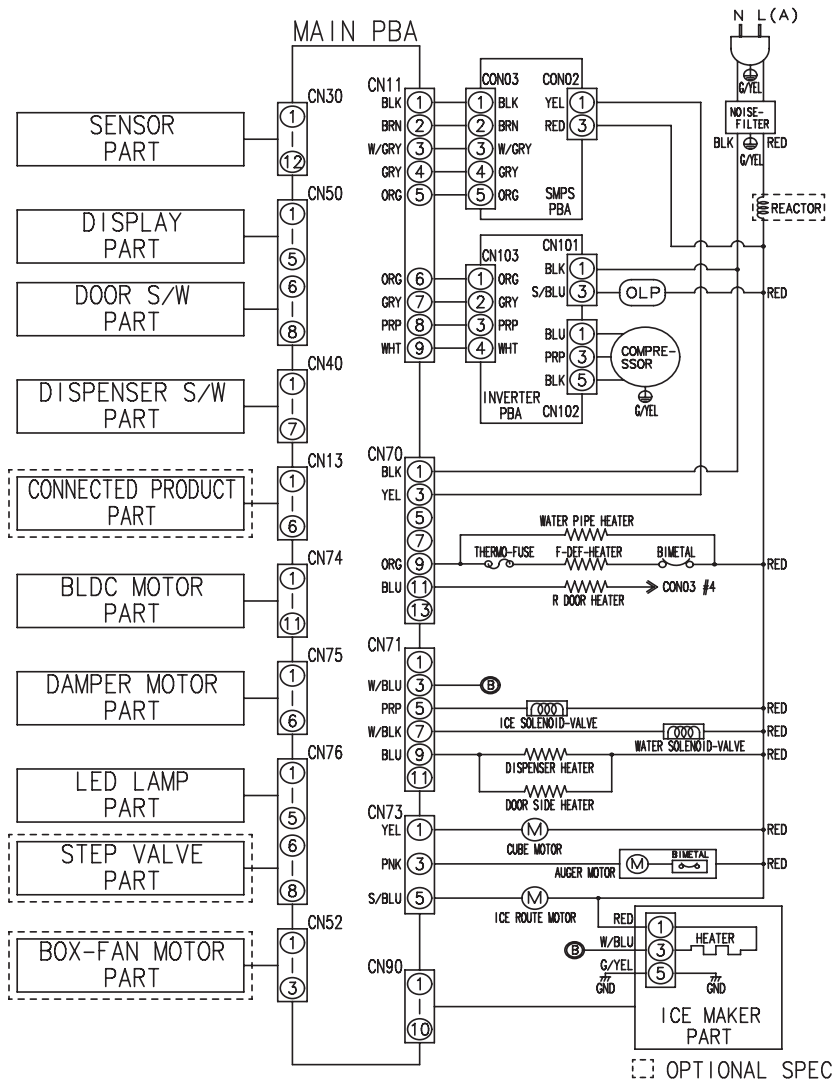 N L(A)
MAIN PBA
G/YEL
NOISE-
FILTER
BLK G/YEL RED
REACTOR
CN30
1
12
SENSOR
PART
CN50
1
5
6
8
DISPLAY
PART
DOOR S/W
PART
CN40
1
7
DISPENSER S/W
PART
CN13
1
6
CONNECTED PRODUCT
PART
CN74
1
11
BLDC MOTOR
PART
CN75
1
6
DAMPER MOTOR
PART
CN76
1
5
6
8
LED LAMP
PART
STEP VALVE
PART
CN52
1
3
BOX-FAN MOTOR
PART
CN11 CON03 CON02
BLK 1 1 BLK YEL 1
BRN 2 2 BRN RED 3
W/GRY 3 3 W/GRY
GRY 4 4 GRY
ORG 5 5 ORG
SMPS
PBA
CN103 CN101
ORG 6 1 ORG BLK 1
GRY 7 2 GRY S/BLU 3 OLP RED
PRP 8 3 PRP BLU 1
WHT 9 4 WHT PRP 3
BLK 5
COMPRE-
SSOR
G/YEL
INVERTER
PBA
CN102
CN70
BLK 1
YEL 3
5
7
WATER PIPE HEATER
THERMO-FUSE F-DEF-HEATER BIMETAL
ORG 9 RED
BLU 11 CON03 #4
R DOOR HEATER
13
CN71
1
W/BLU 3 B
PRP 5 RED
ICE SOLENOID-VALVE
W/BLK 7 RED
WATER SOLENOID-VALVE
BLU 9 RED
DISPENSER HEATER
11
DOOR SIDE HEATER
CN73
YEL 1 M RED
CUBE MOTOR
PNK 3 M BIMETAL RED
AUGER MOTOR
S/BLU 5 M
ICE ROUTE MOTOR
RED 1
B W/BLU 3 HEATER
G/YEL 5
GND GND
CN90
1
10
ICE MAKER
PART
OPTIONAL SPEC